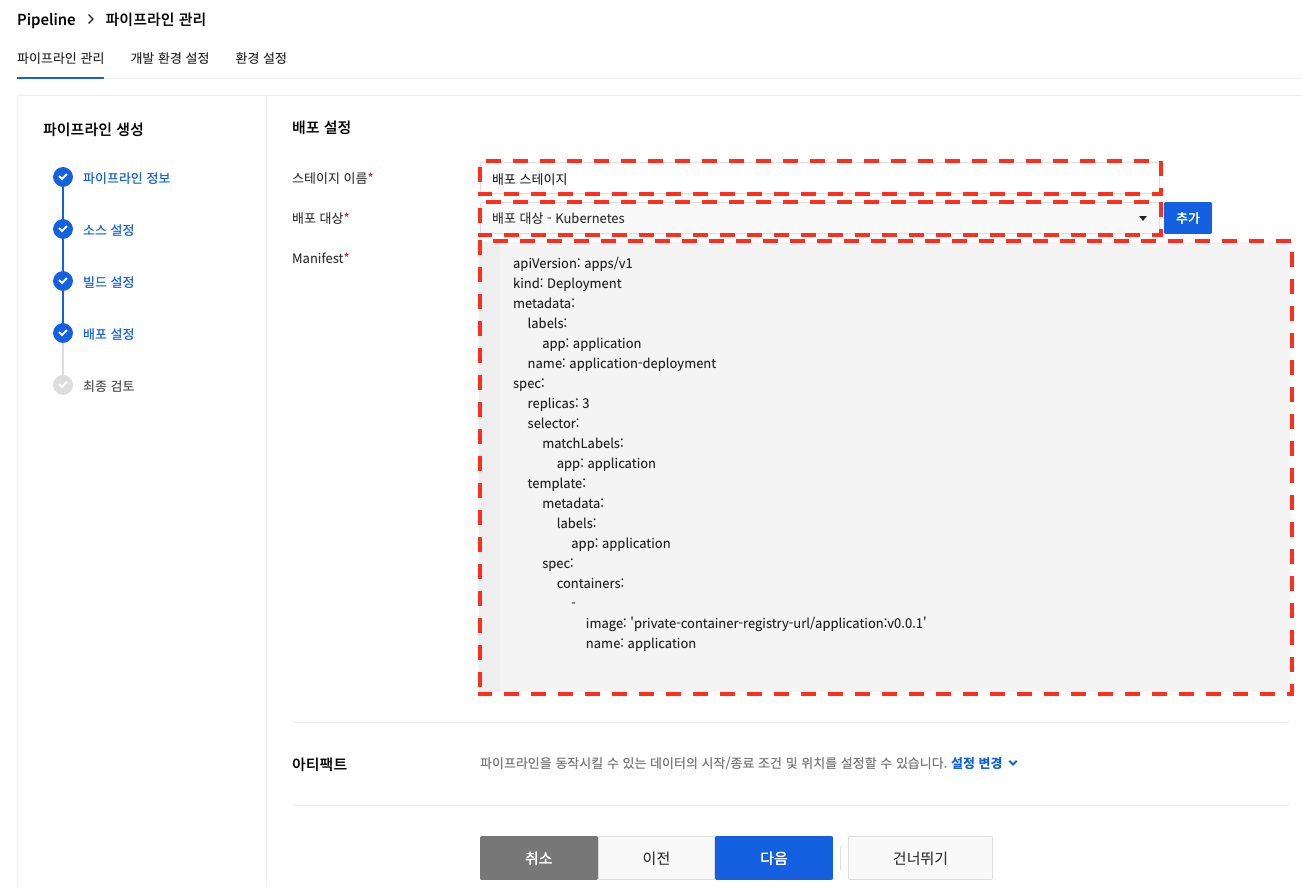 Pipeline > 파이프라인 관리
파이프라인 관리 개발 환경 설정 환경 설정
파이프라인 생성
파이프라인 정보
소스 설정
빌드 설정
배포 설정
최종 검토
배포 설정
스테이지 이름* 배포 스테이지
배포 대상* 배포 대상 - Kubernetes 추가
Manifest*
apiVersion: apps/v1
kind: Deployment
metadata:
    labels:
        app: application
    name: application-deployment
spec:
    replicas: 3
    selector:
        matchLabels:
            app: application
    template:
        metadata:
            labels:
                app: application
        spec:
            containers:
                -
                    image: 'private-container-registry-url/application:v0.0.1'
                    name: application
아티팩트 파이프라인을 동작시킬 수 있는 데이터의 시작/종료 조건 및 위치를 설정할 수 있습니다. 설정 변경
취소 이전 다음 건너뛰기